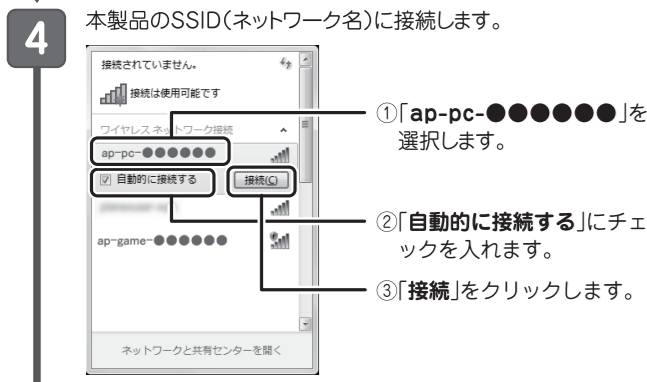 4
本製品のSSID(ネットワーク名)に接続します。
接続されていません。
接続は使用可能です
ワイヤレス ネットワーク接続
ap-pc-●●●●●●
自動的に接続する
接続(C)
ap-game-●●●●●●
ネットワークと共有センターを開く
①「ap-pc-●●●●●●」を
選択します。
②「自動的に接続する」にチェ
ックを入れます。
③「接続」をクリックします。